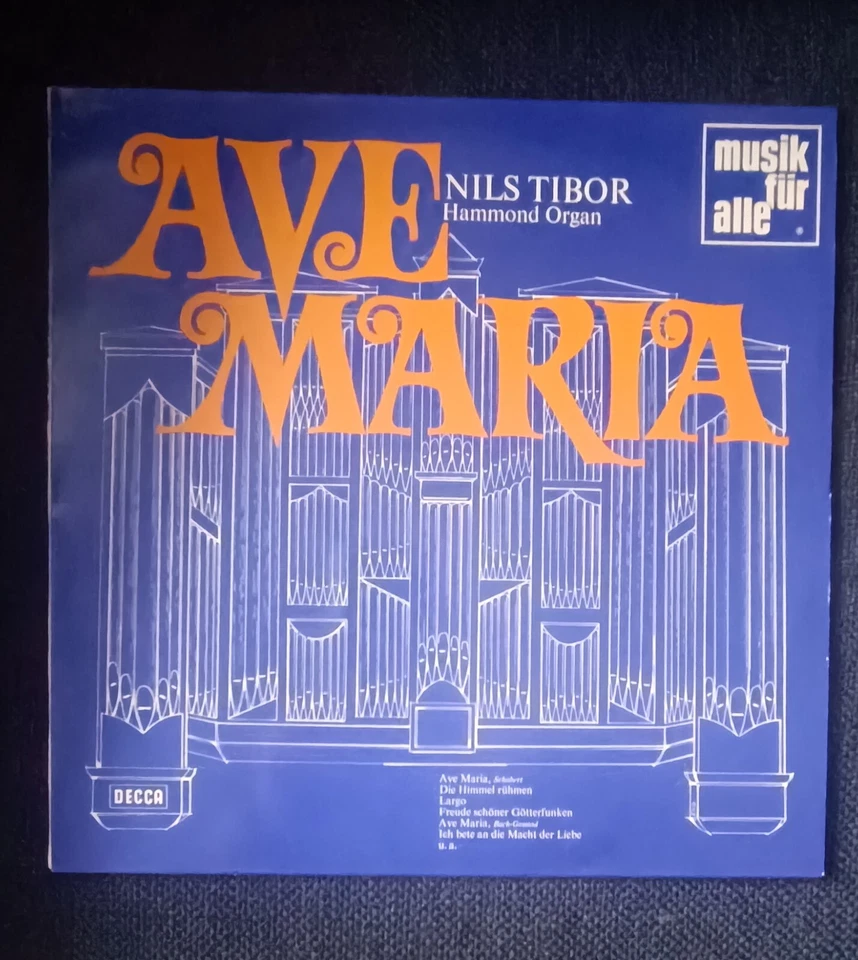 AVE
MARIA
NILS TIBOR
Hammond Organ
musik
für
alle
DECCA
Ave Maria, Schubert
Die Himmel rühmen
Largo
Freude schöner Götterfunken
Ave Maria, Bach-Gounod
Ich bete an die Macht der Liebe
u. a.